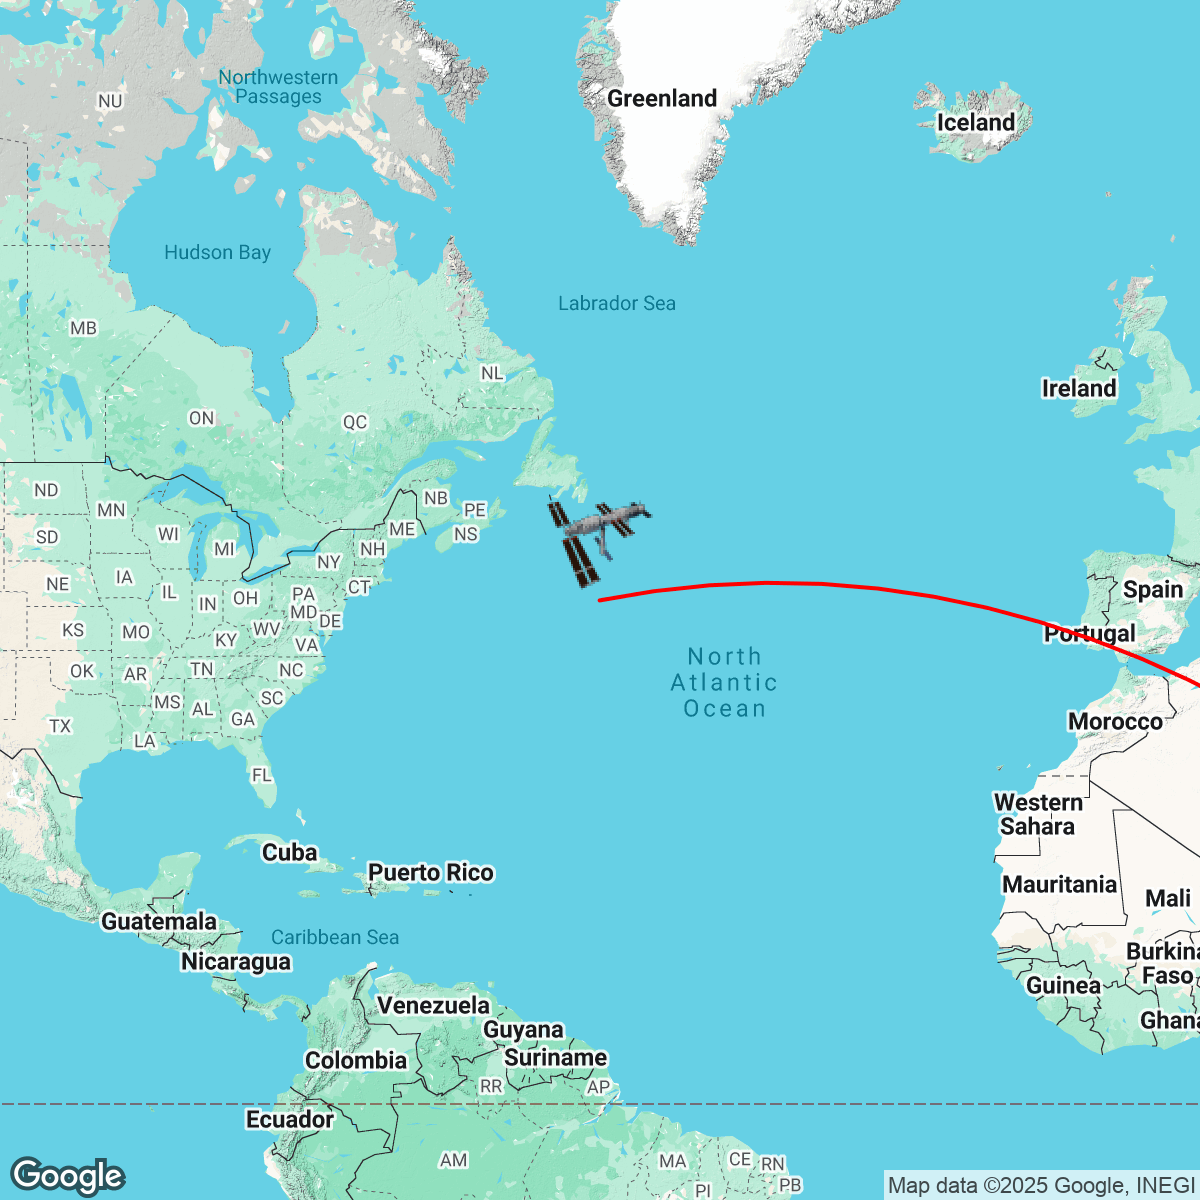 Northwestern
Passages
NU
Greenland
Iceland
Hudson Bay
Labrador Sea
MB
NL
Ireland
ON
QC
ND
MN
NB
PE
SD
WI
MI
ME
NS
NY
NH
NE
IA
IL
IN
OH
PA
CT
Spain
KS
MO
KY
WV
MD
DE
VA
Portugal
OK
AR
TN
NC
North
Atlantic
Ocean
MS
AL
GA
SC
TX
LA
Morocco
FL
Western
Sahara
Cuba
Puerto Rico
Mauritania
Mali
Guatemala
Caribbean Sea
Nicaragua
Burkina
Faso
Guinea
Venezuela
Ghana
Guyana
Suriname
Colombia
RR
AP
Ecuador
AM
MA
CE
RN
PI
PB
Google
Map data ©2025 Google, INEGI